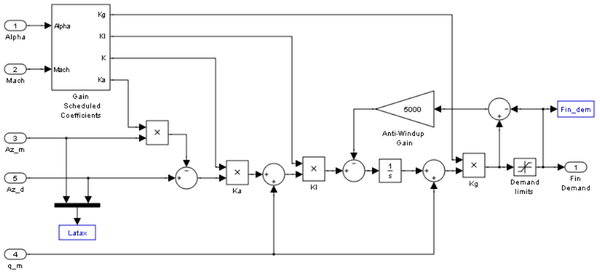 1
Alpha
2
Mach
Alpha
Mach
Kg
KI
K
Ka
Gain
Scheduled
Coefficients
3
Az_m
5
Az_d
4
q_m
Latax
×
×
Ka
×
KI
5000
Anti-Windup
Gain
1
s
×
Kg
Demand
limits
Fin_dem
1
Fin
Demand